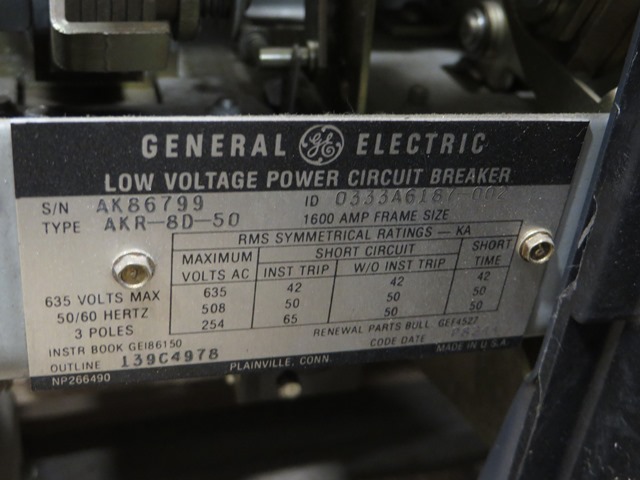 GENERAL GE ELECTRIC
LOW VOLTAGE POWER CIRCUIT BREAKER
S/N AK86799 ID 0333A6187-002
TYPE AKR-8D-50 1600 AMP FRAME SIZE
RMS SYMMETRICAL RATINGS — KA
MAXIMUM VOLTS AC SHORT CIRCUIT SHORT TIME
INST TRIP W/O INST TRIP
635 42 42 42
508 50 50 50
254 65 50 50
635 VOLTS MAX
50/60 HERTZ
3 POLES
INSTR BOOK GEI86150 RENEWAL PARTS BULL. GEF4527
OUTLINE 139C4978 CODE DATE
NP266490 PLAINVILLE, CONN. MADE IN U.S.A.